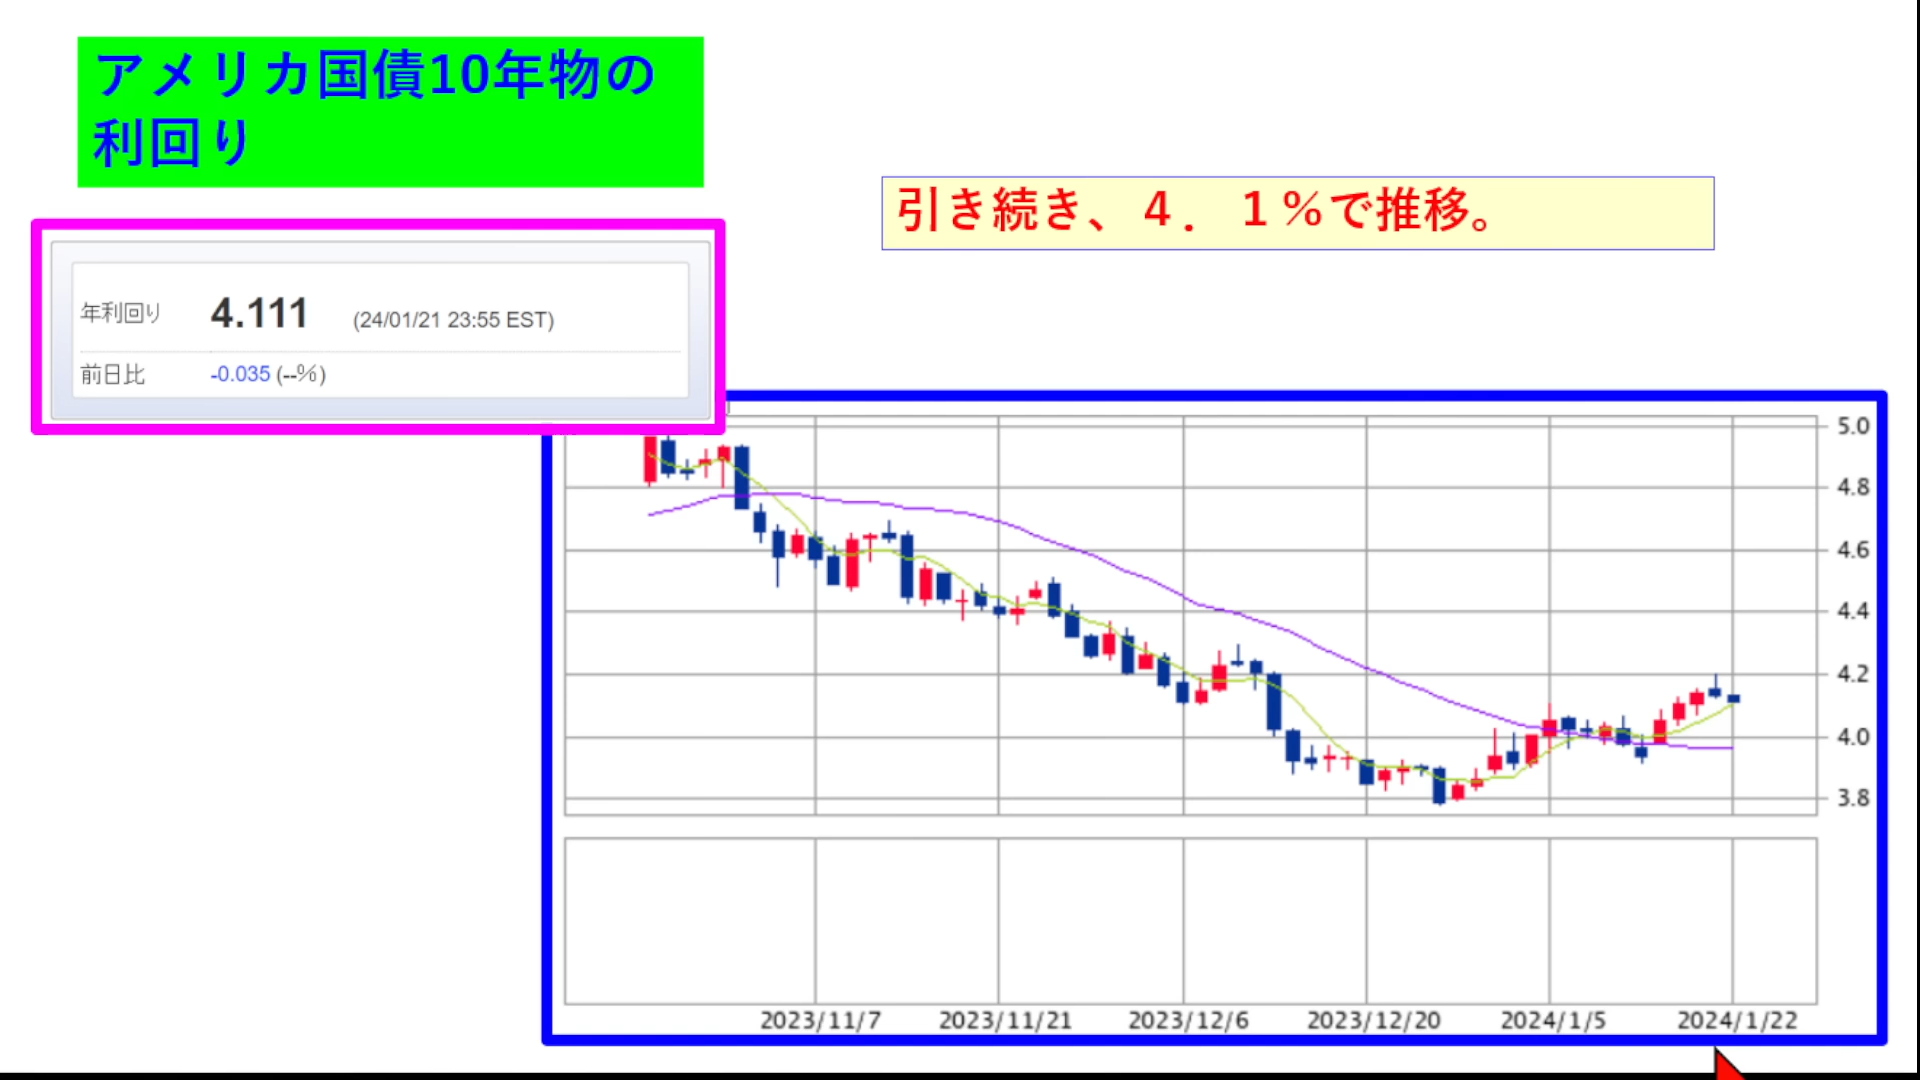 アメリカ国債10年物の
利回り
引き続き、４．１％で推移。
年利回り 4.111 (24/01/21 23:55 EST)
前日比 -0.035 (--%)
5.0
4.8
4.6
4.4
4.2
4.0
3.8
2023/11/7 2023/11/21 2023/12/6 2023/12/20 2024/1/5 2024/1/22